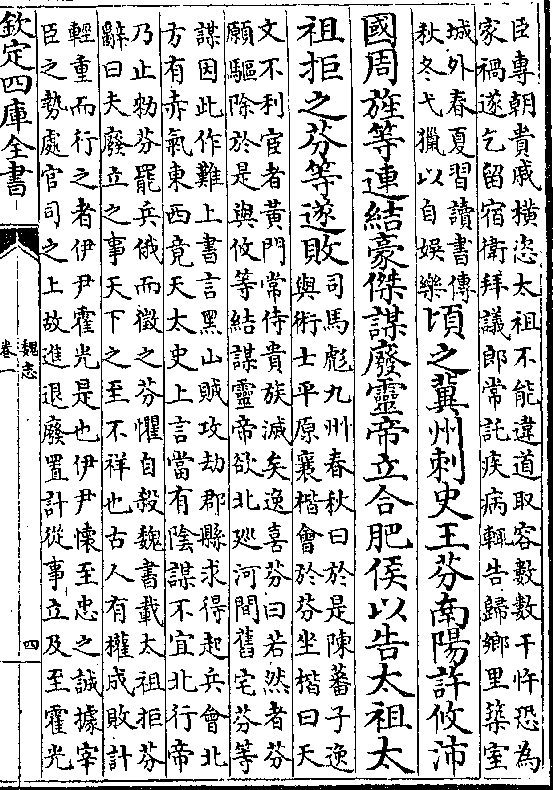 臣專朝貴戚横恣太祖不能違道取容數數干忤恐為
家禍遂乞留宿衛拜議郎常託疾病輒告歸鄉里築室
城外春夏習讀書傳
秋冬弋獵以自娛樂
頃之冀州刺史王芬南陽許攸沛
國周旌等連結豪傑謀廢靈帝立合肥侯以告太祖太
祖拒之芬等遂敗
司馬彪九州春秋曰於是陳蕃子逸
與術士平原襄楷會於芬坐楷曰天
文不利宦者黄門常侍貴族滅矣逸喜芬曰若然者芬
願驅除於是與攸等結謀靈帝欲北廵河間舊宅芬等
謀因此作難上書言黑山賊攻劫郡縣求得起兵會北
方有赤氣東西竟天太史上言當有陰謀不宜北行帝
乃止勑芬罷兵俄而徵之芬懼自殺魏書載太祖拒芬
辭曰夫廢立之事天下之至不祥也古人有權成敗計
輕重而行之者伊尹霍光是也伊尹懷至忠之誠據宰
臣之勢處官司之上故進退廢置計從事立及至霍光
欽定四庫全書
魏志
卷一
四